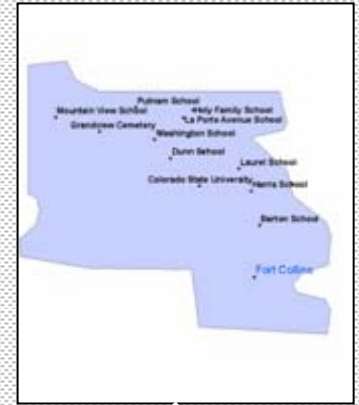 Putnam School
Holy Family School
Mountain View School
La Porte Avenue School
Grandview Cemetery
Washington School
Dunn School
Laurel School
Colorado State University
Harris School
Barton School
Fort Collins